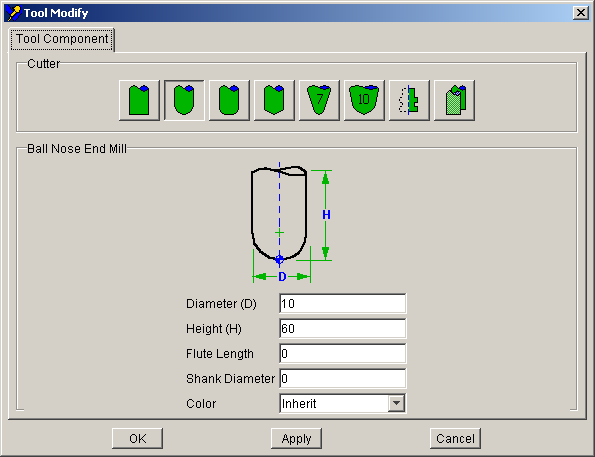 Tool Modify
Tool Component
Cutter
7
10
Ball Nose End Mill
H
D
Diameter (D) 10
Height (H) 60
Flute Length 0
Shank Diameter 0
Color Inherit
OK Apply Cancel